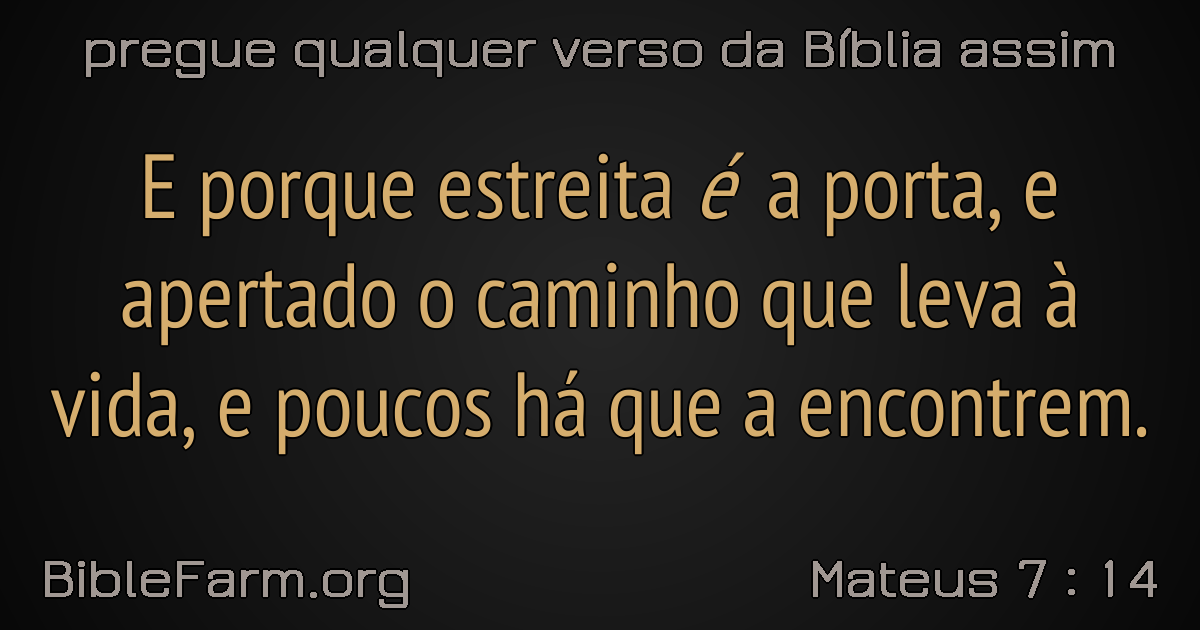 pregue qualquer verso da Bíblia assim
E porque estreita é a porta, e
apertado o caminho que leva à
vida, e poucos há que a encontrem.
BibleFarm.org
Mateus 7 : 14